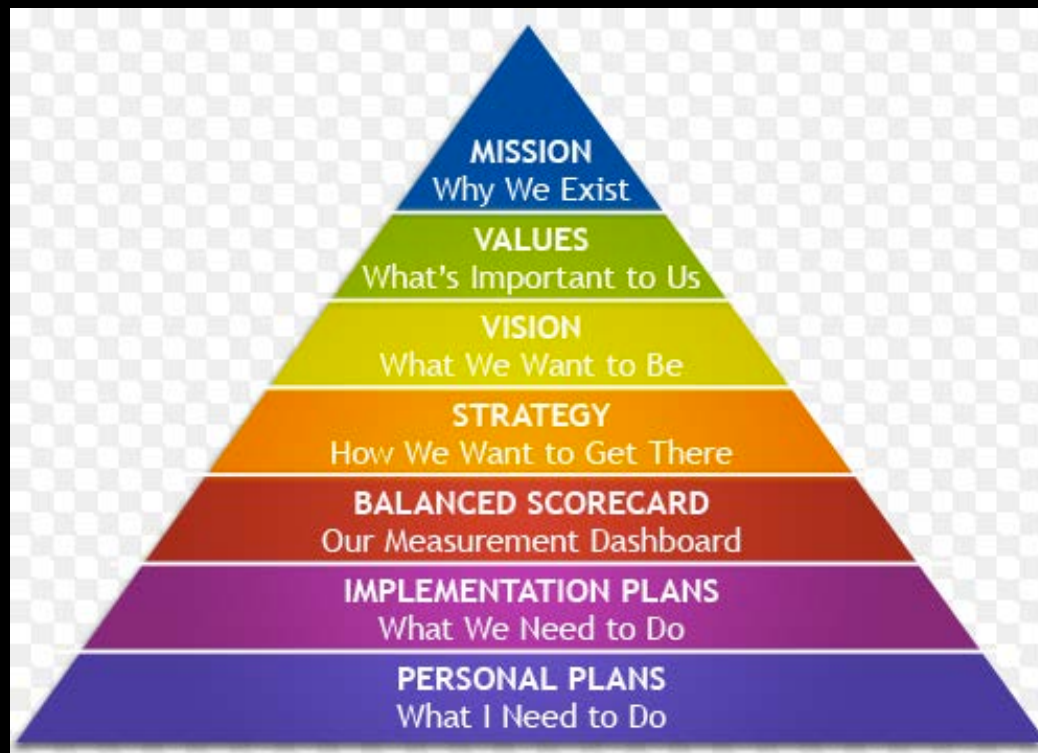 MISSION
Why We Exist
VALUES
What's Important to Us
VISION
What We Want to Be
STRATEGY
How We Want to Get There
BALANCED SCORECARD
Our Measurement Dashboard
IMPLEMENTATION PLANS
What We Need to Do
PERSONAL PLANS
What I Need to Do